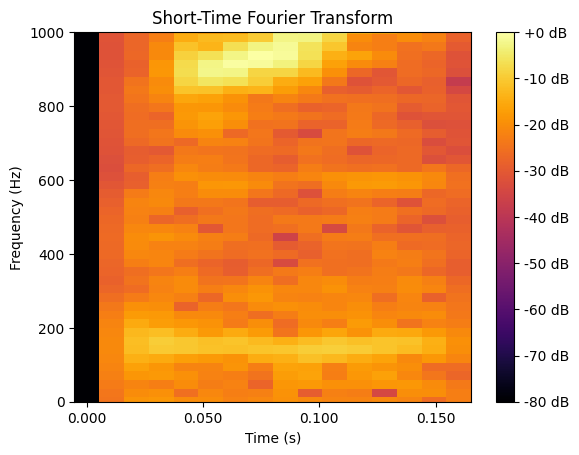 Short-Time Fourier Transform
Frequency (Hz)
1000
800
600
400
200
0
0.000
0.050
0.100
0.150
Time (s)
+0 dB
-10 dB
-20 dB
-30 dB
-40 dB
-50 dB
-60 dB
-70 dB
-80 dB